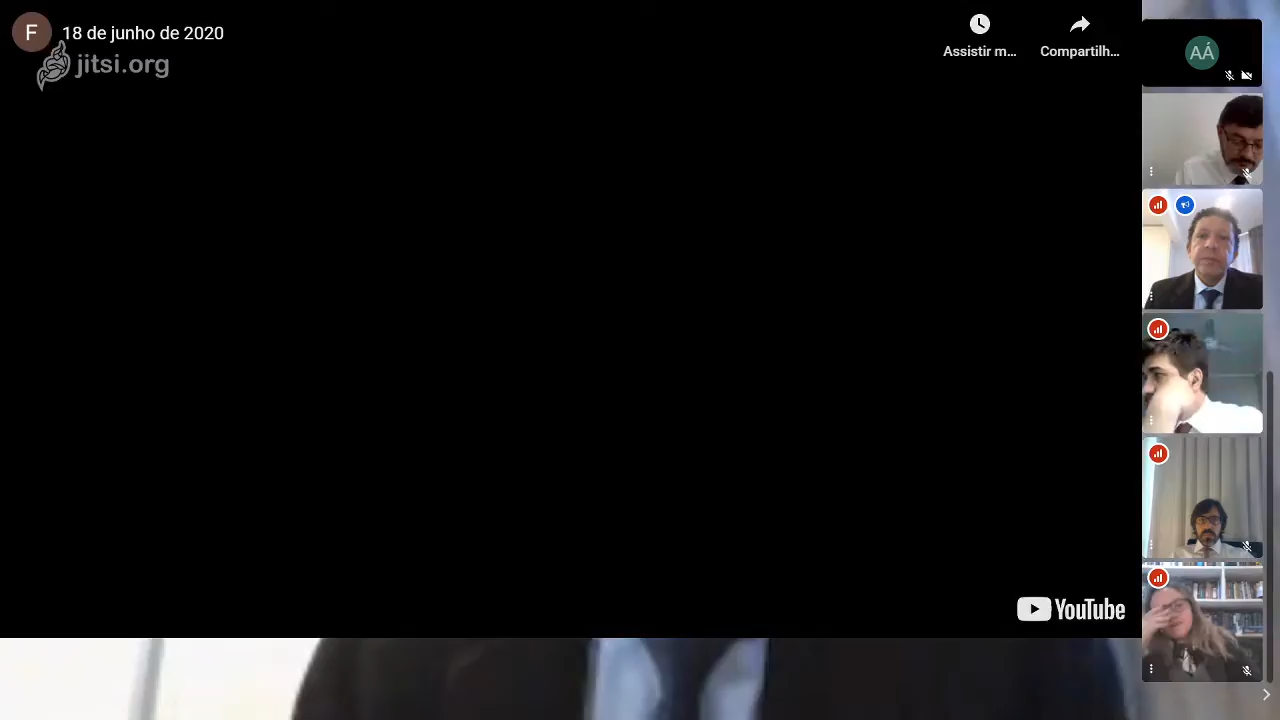 F
18 de junho de 2020
jitsi.org
Assistir m...
Compartilh...
AÁ
YouTube